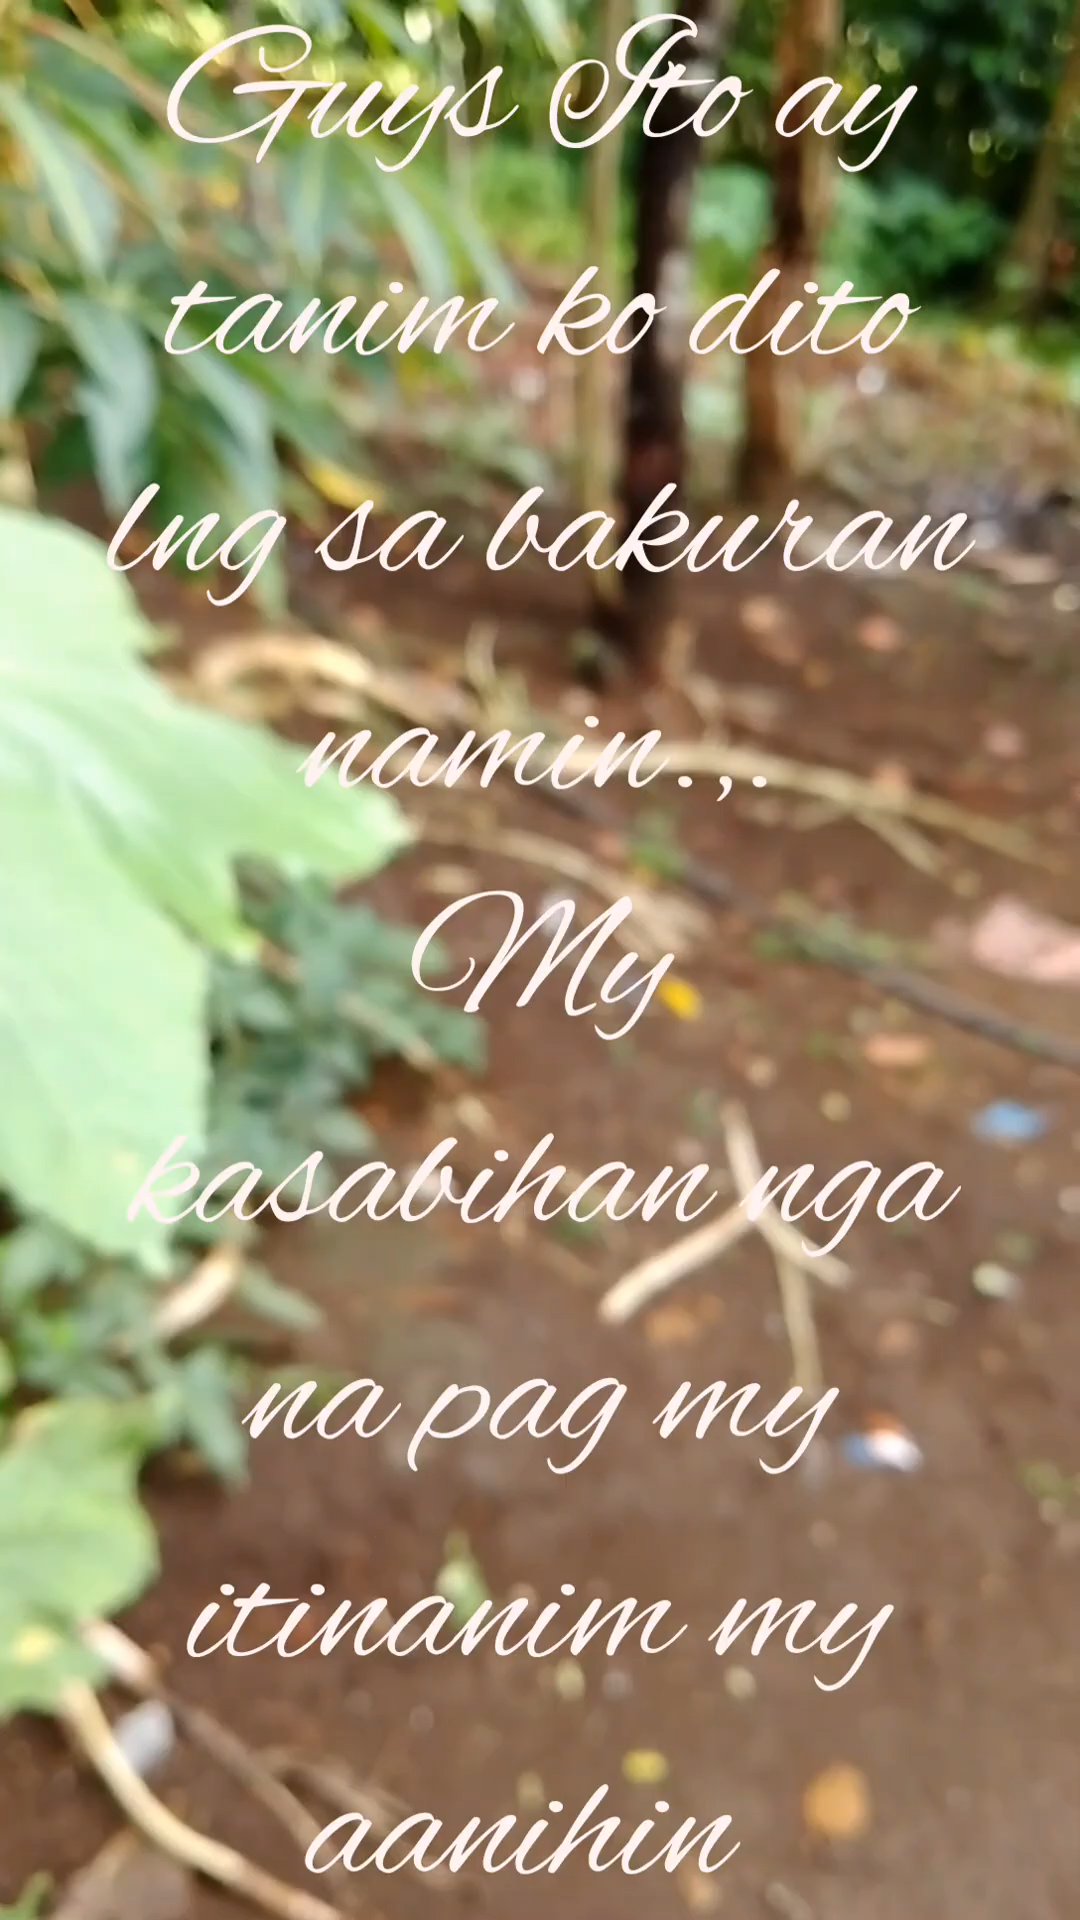 Guys Ito ay
tanim ko dito
lng sa bakuran
namin.,.
My
kasabihan nga
na pag my
itinanim my
aanihin